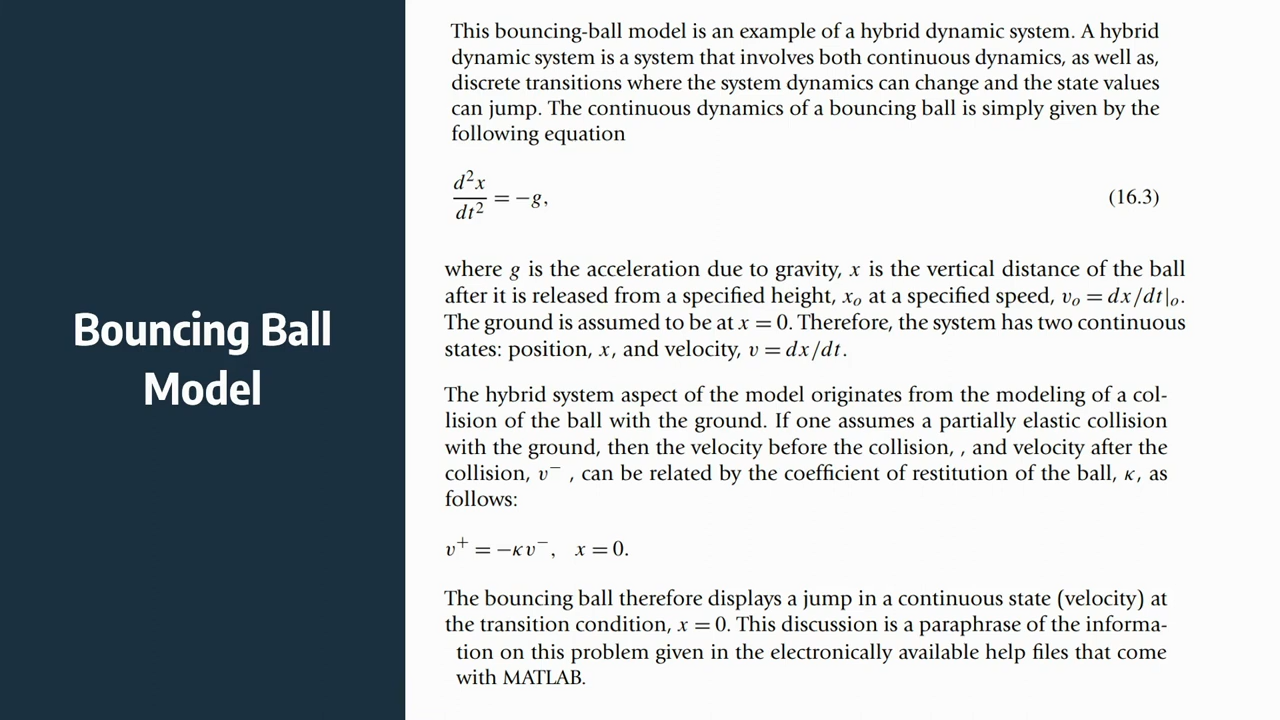 Bouncing Ball
Model
This bouncing-ball model is an example of a hybrid dynamic system. A hybrid
dynamic system is a system that involves both continuous dynamics, as well as,
discrete transitions where the system dynamics can change and the state values
can jump. The continuous dynamics of a bouncing ball is simply given by the
following equation
d²x/dt² = −g, (16.3)
where g is the acceleration due to gravity, x is the vertical distance of the ball
after it is released from a specified height, xₒ at a specified speed, vₒ = dx/dt|ₒ.
The ground is assumed to be at x = 0. Therefore, the system has two continuous
states: position, x, and velocity, v = dx/dt.
The hybrid system aspect of the model originates from the modeling of a col-
lision of the ball with the ground. If one assumes a partially elastic collision
with the ground, then the velocity before the collision, , and velocity after the
collision, v⁻ , can be related by the coefficient of restitution of the ball, κ, as
follows:
v⁺ = −κv⁻, x = 0.
The bouncing ball therefore displays a jump in a continuous state (velocity) at
the transition condition, x = 0. This discussion is a paraphrase of the informa-
tion on this problem given in the electronically available help files that come
with MATLAB.